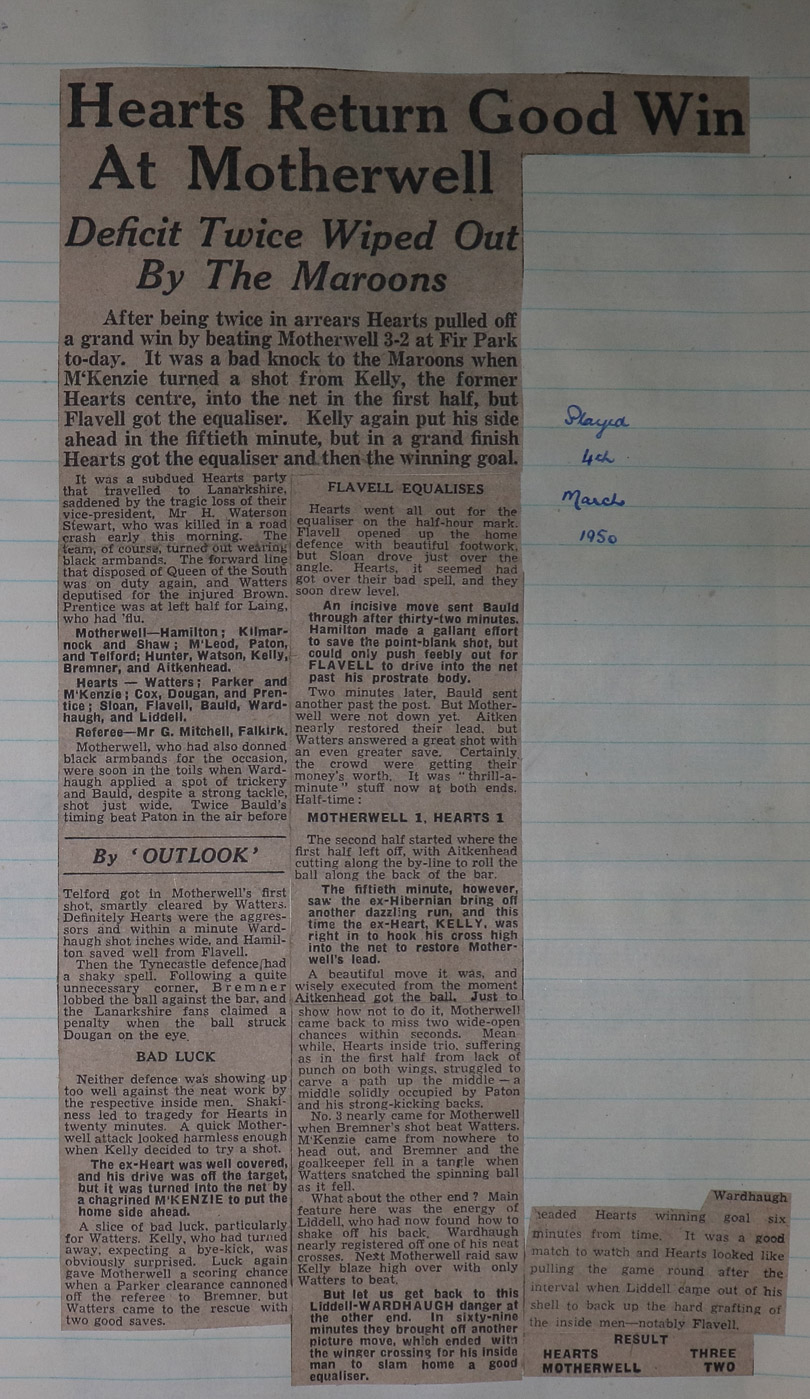 Hearts Return Good Win
At Motherwell
Deficit Twice Wiped Out
By The Maroons
After being twice in arrears Hearts pulled off
a grand win by beating Motherwell 3-2 at Fir Park
to-day. It was a bad knock to the Maroons when
M'Kenzie turned a shot from Kelly, the former
Hearts centre, into the net in the first half, but
Flavell got the equaliser. Kelly again put his side
ahead in the fiftieth minute, but in a grand finish
Hearts got the equaliser and then the winning goal.
It was a subdued Hearts party
that travelled to Lanarkshire,
saddened by the tragic loss of their
vice-president, Mr H. Waterson
Stewart, who was killed in a road
crash early this morning. The
team, of course, turned out wearing
black armbands. The forward line
that disposed of Queen of the South
was on duty again, and Watters
deputised for the injured Brown.
Prentice was at left half for Laing,
who had 'flu.
Motherwell—Hamilton; Kilmar-
nock and Shaw; M'Leod, Paton,
and Telford; Hunter, Watson, Kelly,
Bremner, and Aitkenhead.
Hearts — Watters; Parker and
M'Kenzie; Cox, Dougan, and Pren-
tice; Sloan, Flavell, Bauld, Ward-
haugh, and Liddell.
Referee—Mr G. Mitchell, Falkirk.
Motherwell, who had also donned
black armbands for the occasion,
were soon in the toils when Ward-
haugh applied a spot of trickery
and Bauld, despite a strong tackle,
shot just wide. Twice Bauld's
timing beat Paton in the air before
By 'OUTLOOK'
Telford got in Motherwell's first
shot, smartly cleared by Watters.
Definitely Hearts were the aggres-
sors and within a minute Ward-
haugh shot inches wide, and Hamil-
ton saved well from Flavell.
Then the Tynecastle defence had
a shaky spell. Following a quite
unnecessary corner, Bremner
lobbed the ball against the bar, and
the Lanarkshire fans claimed a
penalty when the ball struck
Dougan on the eye.
BAD LUCK
Neither defence was showing up
too well against the neat work by
the respective inside men. Shaki-
ness led to tragedy for Hearts in
twenty minutes. A quick Mother-
well attack looked harmless enough
when Kelly decided to try a shot.
The ex-Heart was well covered,
and his drive was off the target,
but it was turned into the net by
a chagrined M'KENZIE to put the
home side ahead.
A slice of bad luck, particularly
for Watters. Kelly, who had turned
away, expecting a bye-kick, was
obviously surprised. Luck again
gave Motherwell a scoring chance
when a Parker clearance cannoned
off the referee to Bremner, but
Watters came to the rescue with
two good saves.
FLAVELL EQUALISES
Hearts went all out for the
equaliser on the half-hour mark.
Flavell opened up the home
defence with beautiful footwork,
but Sloan drove just over the
angle. Hearts, it seemed had
got over their bad spell, and they
soon drew level.
An incisive move sent Bauld
through after thirty-two minutes.
Hamilton made a gallant effort
to save the point-blank shot, but
could only push feebly out for
FLAVELL to drive into the net
past his prostrate body.
Two minutes later, Bauld sent
another past the post. But Mother-
well were not down yet. Aitken
nearly restored their lead, but
Watters answered a great shot with
an even greater save. Certainly
the crowd were getting their
money's worth. It was "thrill-a-
minute" stuff now at both ends.
Half-time:
MOTHERWELL 1, HEARTS 1
The second half started where the
first half left off, with Aitkenhead
cutting along the by-line to roll the
ball along the back of the bar.
The fiftieth minute, however,
saw the ex-Hibernian bring off
another dazzling run, and this
time the ex-Heart, KELLY, was
right in to hook his cross high
into the net to restore Mother-
well's lead.
A beautiful move it was, and
wisely executed from the moment
Aitkenhead got the ball. Just to
show how not to do it, Motherwell
came back to miss two wide-open
chances within seconds. Mean
while, Hearts inside trio, suffering
as in the first half from lack of
punch on both wings, struggled to
carve a path up the middle—a
middle solidly occupied by Paton
and his strong-kicking backs.
No. 3 nearly came for Motherwell
when Bremner's shot beat Watters.
M'Kenzie came from nowhere to
head out, and Bremner and the
goalkeeper fell in a tangle when
Watters snatched the spinning ball
as it fell.
What about the other end? Main
feature here was the energy of
Liddell, who had now found how to
shake off his back. Wardhaugh
nearly registered off one of his neat
crosses. Next Motherwell raid saw
Kelly blaze high over with only
Watters to beat.
But let us get back to this
Liddell-WARDHAUGH danger at
the other end. In sixty-nine
minutes they brought off another
picture move, which ended with
the winger crossing for his inside
man to slam home a good
equaliser.
Wardhaugh
headed Hearts winning goal six
minutes from time. It was a good
match to watch and Hearts looked like
pulling the game round after the
interval when Liddell came out of his
shell to back up the hard grafting of
the inside men—notably Flavell.
RESULT
HEARTS THREE
MOTHERWELL TWO
Played
4th
March
1950